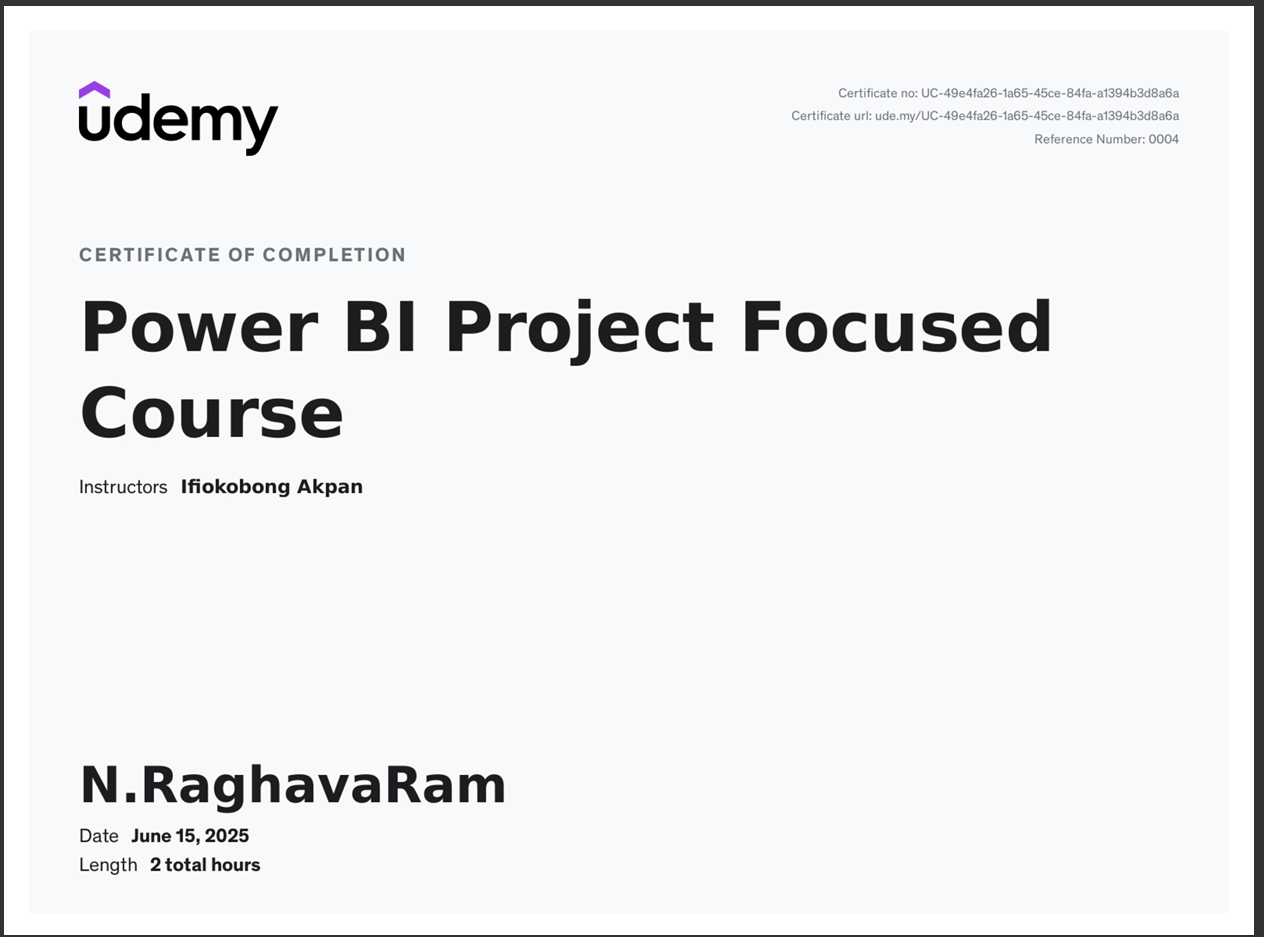 udemy
Certificate no: UC-49e4fa26-1a65-45ce-84fa-a1394b3d8a6a
Certificate url: ude.my/UC-49e4fa26-1a65-45ce-84fa-a1394b3d8a6a
Reference Number: 0004
CERTIFICATE OF COMPLETION
Power BI Project Focused
Course
Instructors Ifiokobong Akpan
N.RaghavaRam
Date June 15, 2025
Length 2 total hours